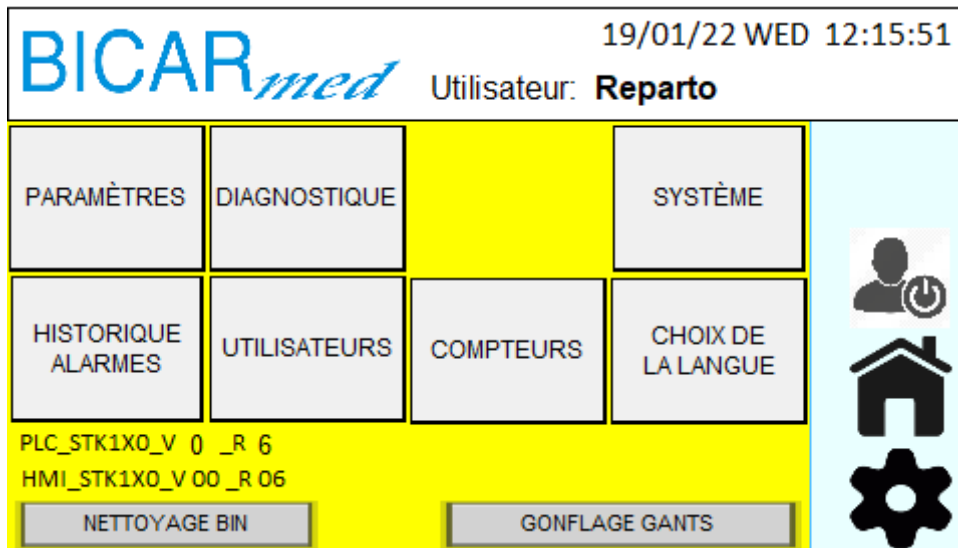 BICARmed
19/01/22 WED 12:15:51
Utilisateur: Reparto
PARAMÈTRES
DIAGNOSTIQUE
SYSTÈME
HISTORIQUE
ALARMES
UTILISATEURS
COMPTEURS
CHOIX DE
LA LANGUE
PLC_STK1X0_V 0 _R 6
HMI_STK1X0_V 00 _R 06
NETTOYAGE BIN
GONFLAGE GANTS